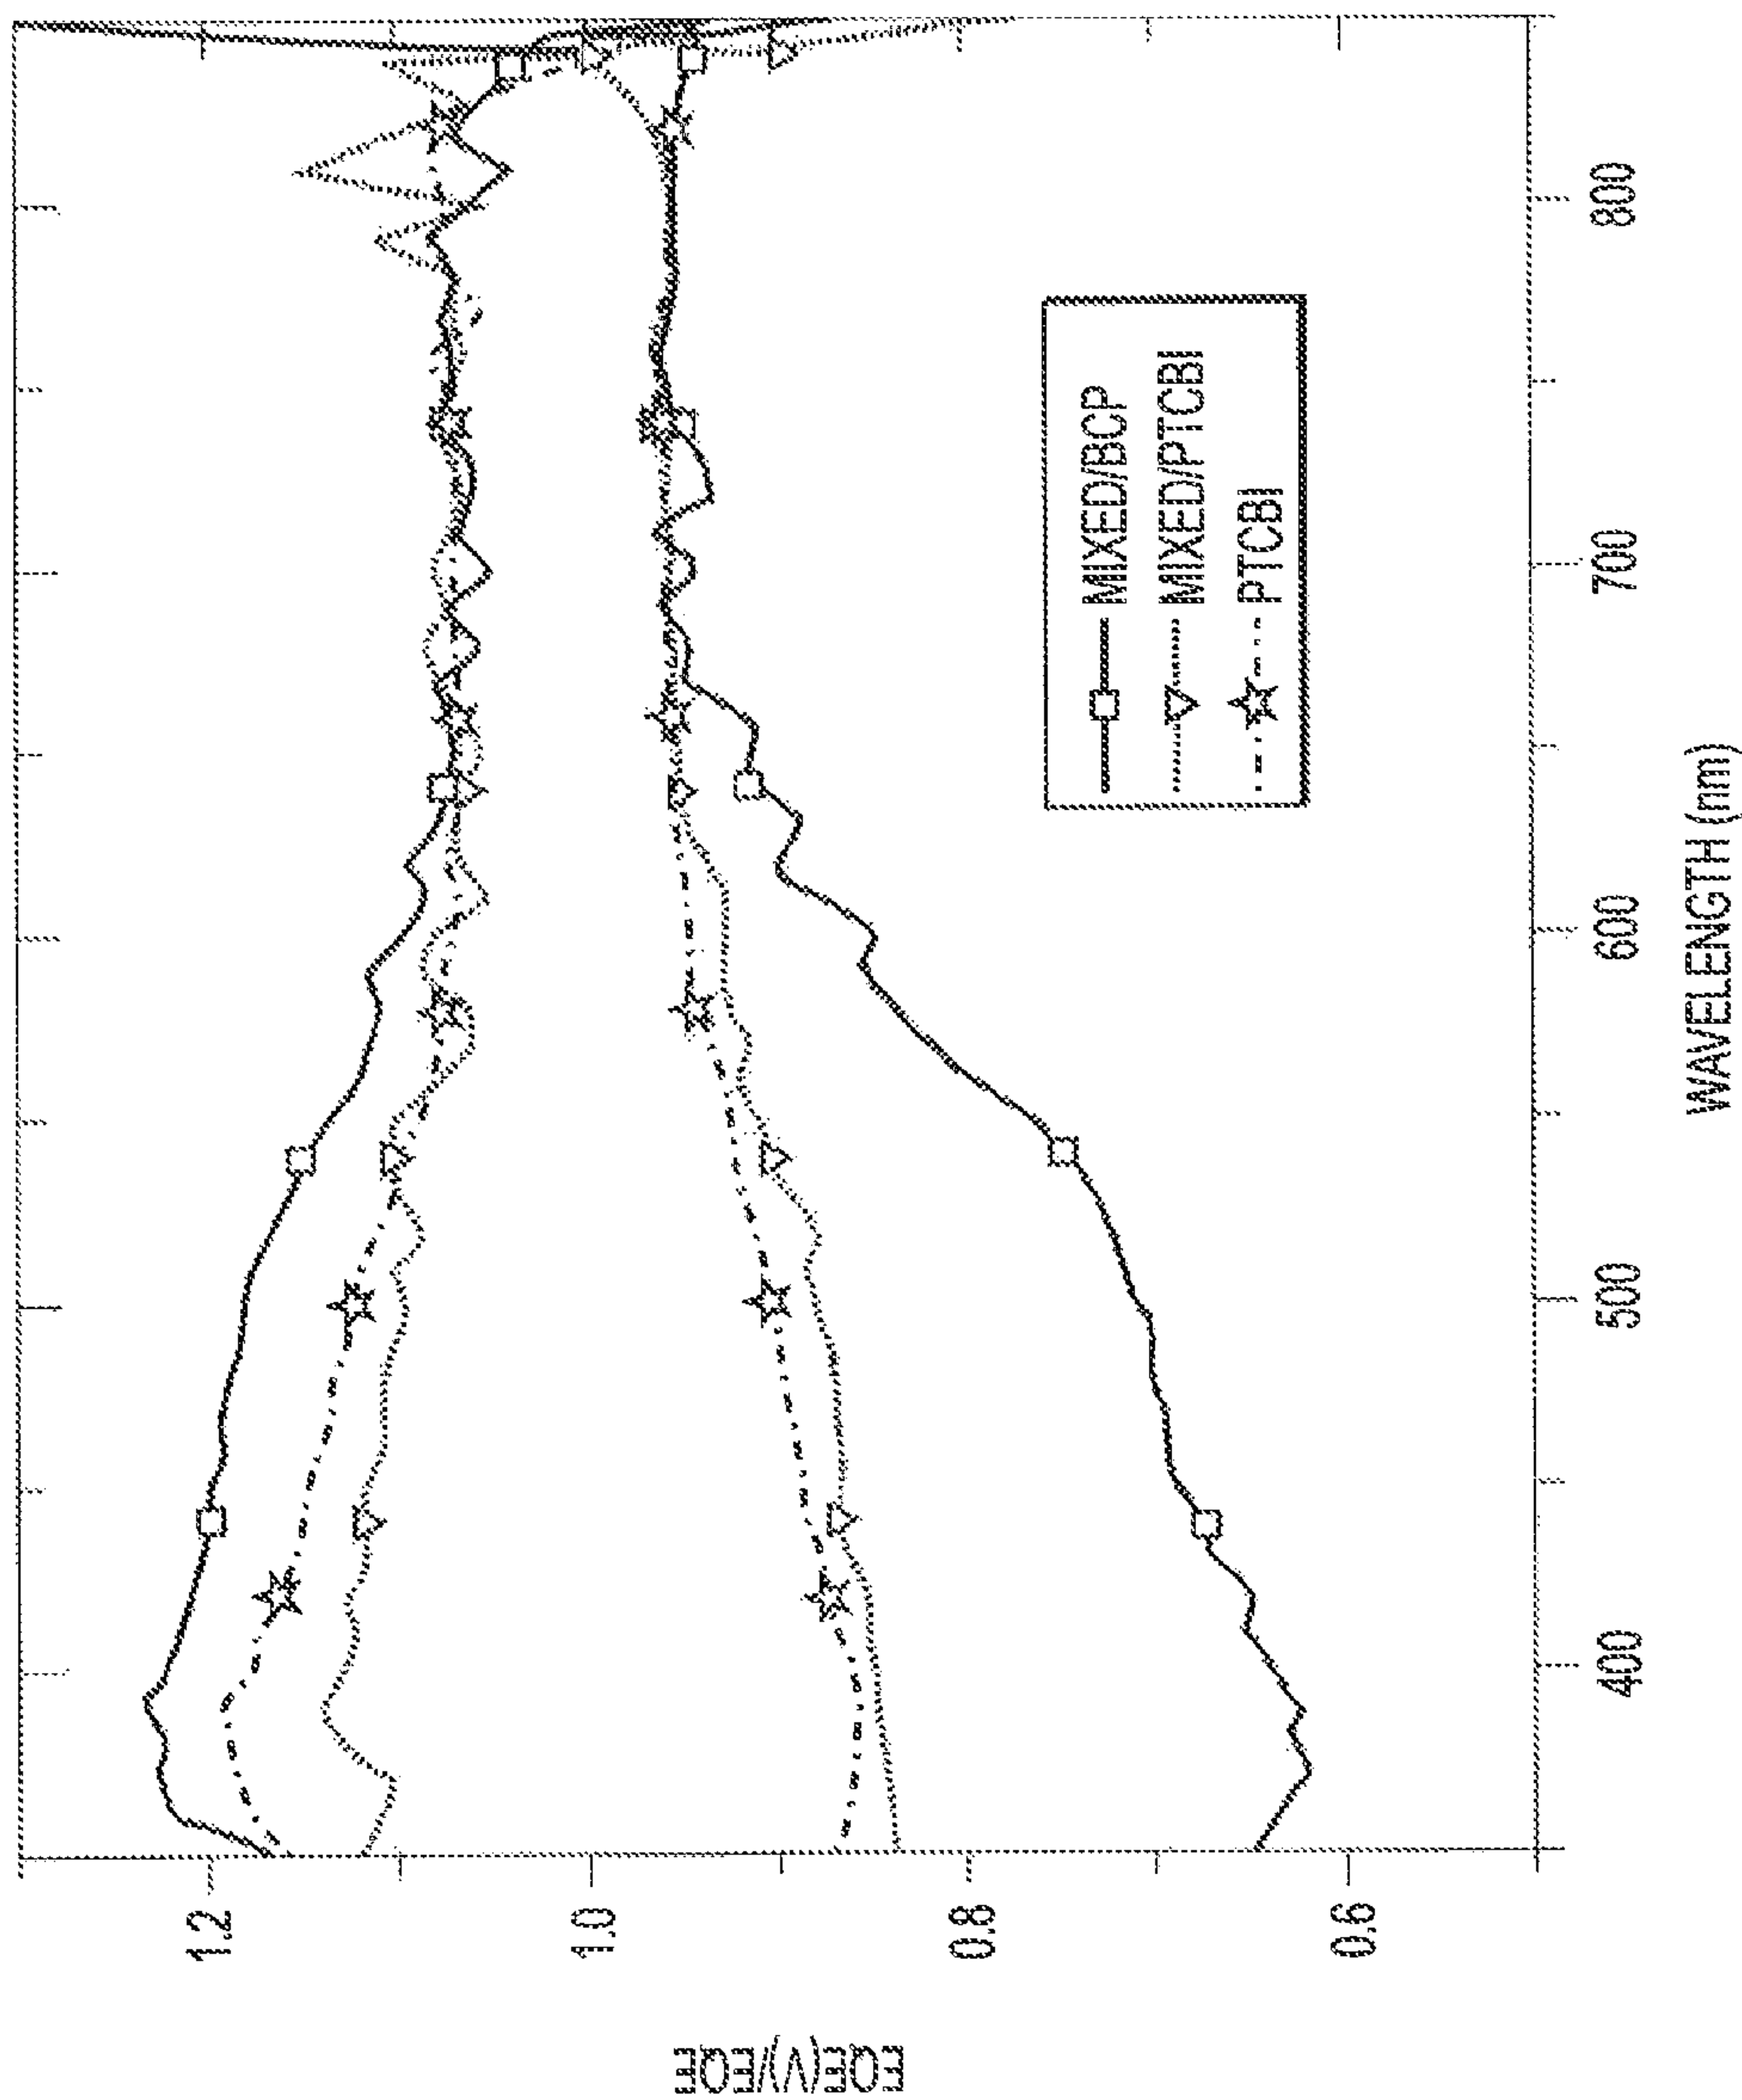 EQE(V)/EQE
1.2
1.0
0.8
0.6
MIXED/BCP
MIXED/PTCBI
PTCBI
400
500
600
700
800
WAVELENGTH (nm)